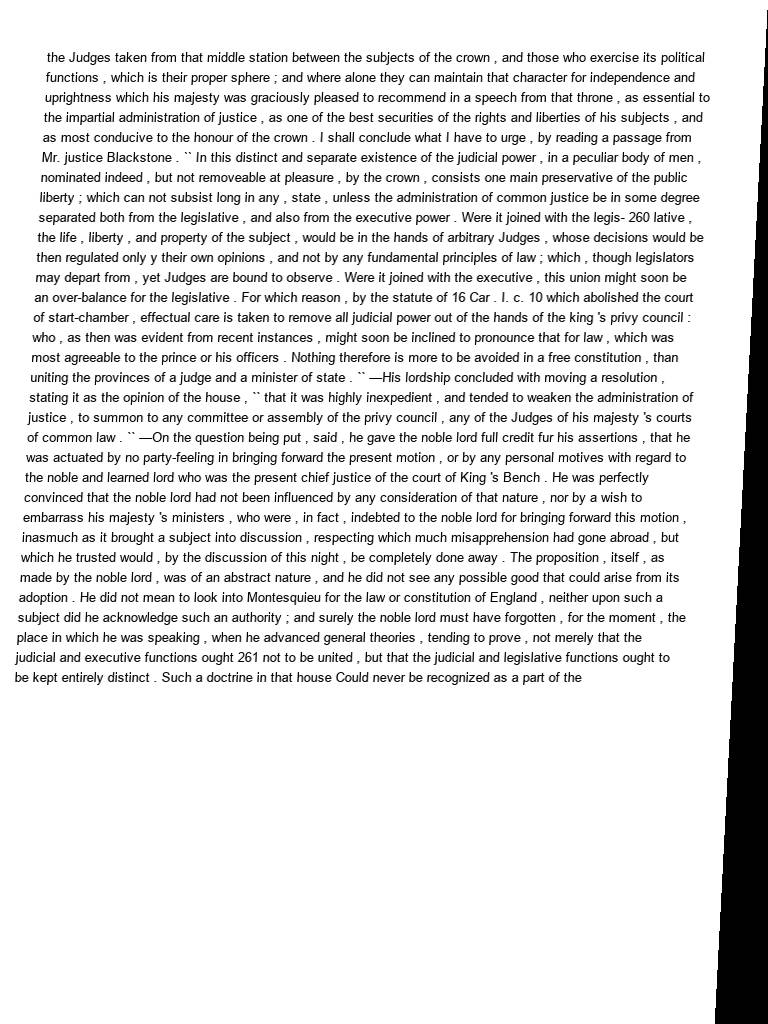 the Judges taken from that middle station between the subjects of the crown , and those who exercise its political
functions , which is their proper sphere ; and where alone they can maintain that character for independence and
uprightness which his majesty was graciously pleased to recommend in a speech from that throne , as essential to
the impartial administration of justice , as one of the best securities of the rights and liberties of his subjects , and
as most conducive to the honour of the crown . I shall conclude what I have to urge , by reading a passage from
Mr. justice Blackstone . `` In this distinct and separate existence of the judicial power , in a peculiar body of men ,
nominated indeed , but not removeable at pleasure , by the crown , consists one main preservative of the public
liberty ; which can not subsist long in any , state , unless the administration of common justice be in some degree
separated both from the legislative , and also from the executive power . Were it joined with the legis- 260 lative ,
the life , liberty , and property of the subject , would be in the hands of arbitrary Judges , whose decisions would be
then regulated only y their own opinions , and not by any fundamental principles of law ; which , though legislators
may depart from , yet Judges are bound to observe . Were it joined with the executive , this union might soon be
an over-balance for the legislative . For which reason , by the statute of 16 Car . I. c. 10 which abolished the court
of start-chamber , effectual care is taken to remove all judicial power out of the hands of the king 's privy council :
who , as then was evident from recent instances , might soon be inclined to pronounce that for law , which was
most agreeable to the prince or his officers . Nothing therefore is more to be avoided in a free constitution , than
uniting the provinces of a judge and a minister of state . `` —His lordship concluded with moving a resolution ,
stating it as the opinion of the house , `` that it was highly inexpedient , and tended to weaken the administration of
justice , to summon to any committee or assembly of the privy council , any of the Judges of his majesty 's courts
of common law . `` —On the question being put , said , he gave the noble lord full credit fur his assertions , that he
was actuated by no party-feeling in bringing forward the present motion , or by any personal motives with regard to
the noble and learned lord who was the present chief justice of the court of King 's Bench . He was perfectly
convinced that the noble lord had not been influenced by any consideration of that nature , nor by a wish to
embarrass his majesty 's ministers , who were , in fact , indebted to the noble lord for bringing forward this motion ,
inasmuch as it brought a subject into discussion , respecting which much misapprehension had gone abroad , but
which he trusted would , by the discussion of this night , be completely done away . The proposition , itself , as
made by the noble lord , was of an abstract nature , and he did not see any possible good that could arise from its
adoption . He did not mean to look into Montesquieu for the law or constitution of England , neither upon such a
subject did he acknowledge such an authority ; and surely the noble lord must have forgotten , for the moment , the
place in which he was speaking , when he advanced general theories , tending to prove , not merely that the
judicial and executive functions ought 261 not to be united , but that the judicial and legislative functions ought to
be kept entirely distinct . Such a doctrine in that house Could never be recognized as a part of the